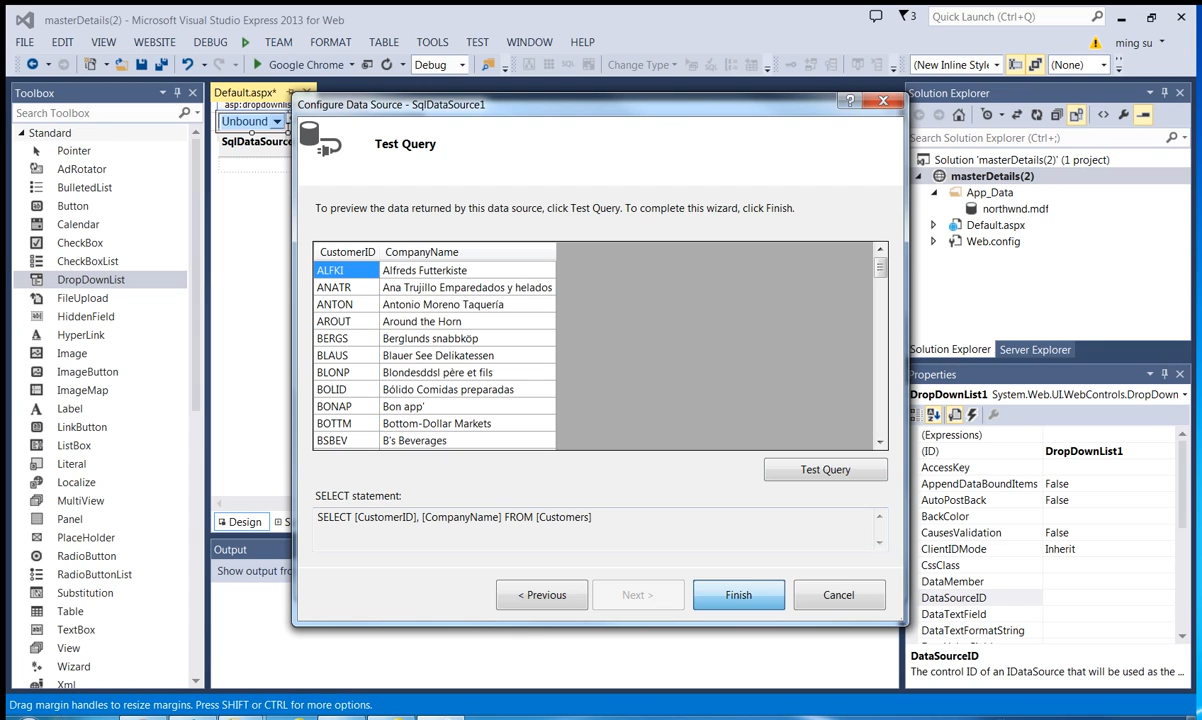 masterDetails(2) - Microsoft Visual Studio Express 2013 for Web
3
Quick Launch (Ctrl+Q)
FILE EDIT VIEW WEBSITE DEBUG TEAM FORMAT TABLE TOOLS TEST WINDOW HELP
ming su
Google Chrome
Debug
Change Type
(New Inline Style
(None)
Toolbox
Search Toolbox
Standard
Pointer
AdRotator
BulletedList
Button
Calendar
CheckBox
CheckBoxList
DropDownList
FileUpload
HiddenField
HyperLink
Image
ImageButton
ImageMap
Label
LinkButton
ListBox
Literal
Localize
MultiView
Panel
PlaceHolder
RadioButton
RadioButtonList
Substitution
Table
TextBox
View
Wizard
Xml
Default.aspx*
asp:dropdownlis
Unbound
SqlDataSource
Design
S
Output
Show output fro
Configure Data Source - SqlDataSource1
Test Query
To preview the data returned by this data source, click Test Query. To complete this wizard, click Finish.
CustomerID CompanyName
ALFKI Alfreds Futterkiste
ANATR Ana Trujillo Emparedados y helados
ANTON Antonio Moreno Taquería
AROUT Around the Horn
BERGS Berglunds snabbköp
BLAUS Blauer See Delikatessen
BLONP Blondesddsl père et fils
BOLID Bólido Comidas preparadas
BONAP Bon app'
BOTTM Bottom-Dollar Markets
BSBEV B's Beverages
Test Query
SELECT statement:
SELECT [CustomerID], [CompanyName] FROM [Customers]
< Previous
Next >
Finish
Cancel
Solution Explorer
Search Solution Explorer (Ctrl+;)
Solution 'masterDetails(2)' (1 project)
masterDetails(2)
App_Data
northwnd.mdf
Default.aspx
Web.config
Solution Explorer Server Explorer
Properties
DropDownList1 System.Web.UI.WebControls.DropDown
(Expressions)
(ID) DropDownList1
AccessKey
AppendDataBoundItems False
AutoPostBack False
BackColor
CausesValidation False
ClientIDMode Inherit
CssClass
DataMember
DataSourceID
DataTextField
DataTextFormatString
DataSourceID
The control ID of an IDataSource that will be used as the ...
Drag margin handles to resize margins. Press SHIFT or CTRL for more options.